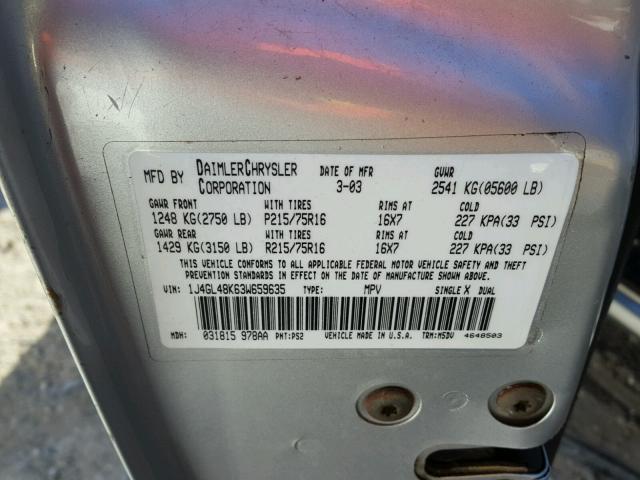 MFD BY DAIMLERCHRYSLER CORPORATION DATE OF MFR 3-03 GVWR 2541 KG(05600 LB)
GAWR FRONT WITH TIRES RIMS AT COLD
1248 KG(2750 LB) P215/75R16 16X7 227 KPA(33 PSI)
GAWR REAR WITH TIRES RIMS AT COLD
1429 KG(3150 LB) R215/75R16 16X7 227 KPA(33 PSI)
THIS VEHICLE CONFORMS TO ALL APPLICABLE FEDERAL MOTOR VEHICLE SAFETY AND THEFT
PREVENTION STANDARDS IN EFFECT ON THE DATE OF MANUFACTURE SHOWN ABOVE.
VIN: 1J4GL48K63W659635 TYPE: MPV SINGLE X DUAL
MDH: 031815 978AA PNT:PS2 VEHICLE MADE IN U.S.A. TRM:M5DV 4648503